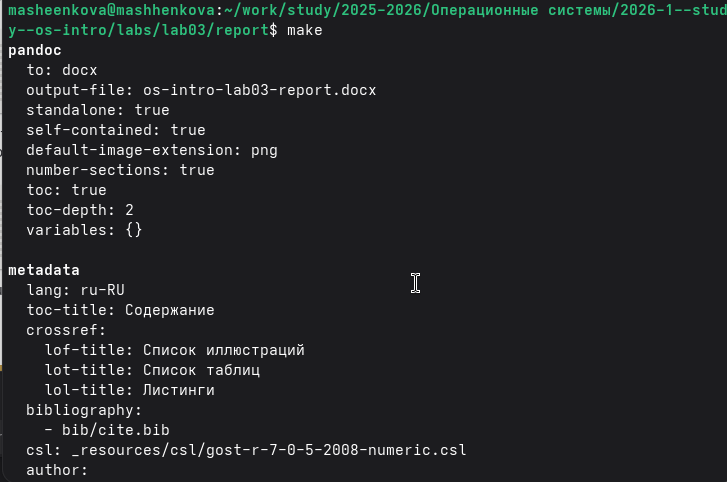 masheenkova@mashhenkova:~/work/study/2025-2026/Операционные системы/2026-1--stud
y--os-intro/labs/lab03/report$ make
pandoc
  to: docx
  output-file: os-intro-lab03-report.docx
  standalone: true
  self-contained: true
  default-image-extension: png
  number-sections: true
  toc: true
  toc-depth: 2
  variables: {}

metadata
  lang: ru-RU
  toc-title: Содержание
  crossref:
    lof-title: Список иллюстраций
    lot-title: Список таблиц
    lol-title: Листинги
  bibliography:
    - bib/cite.bib
  csl: _resources/csl/gost-r-7-0-5-2008-numeric.csl
  author: